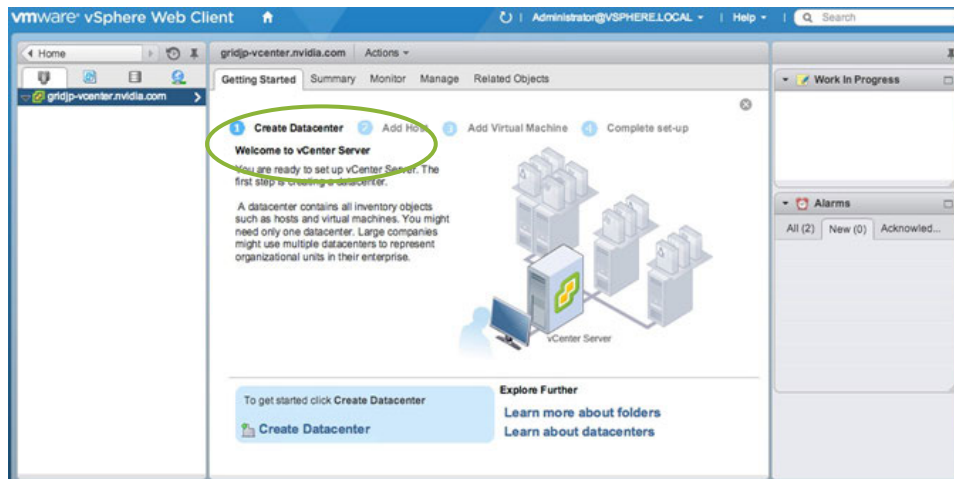 vmware® vSphere Web Client
Administrator@VSPHERE.LOCAL
Help
Search
Home
gridjp-vcenter.nvidia.com
gridjp-vcenter.nvidia.com Actions
Getting Started Summary Monitor Manage Related Objects
1 Create Datacenter 2 Add Host 3 Add Virtual Machine 4 Complete set-up
Welcome to vCenter Server
You are ready to set up vCenter Server. The
first step is creating a datacenter.
A datacenter contains all inventory objects
such as hosts and virtual machines. You might
need only one datacenter. Large companies
might use multiple datacenters to represent
organizational units in their enterprise.
vCenter Server
To get started click Create Datacenter
Create Datacenter
Explore Further
Learn more about folders
Learn about datacenters
Work In Progress
Alarms
All (2) New (0) Acknowled...